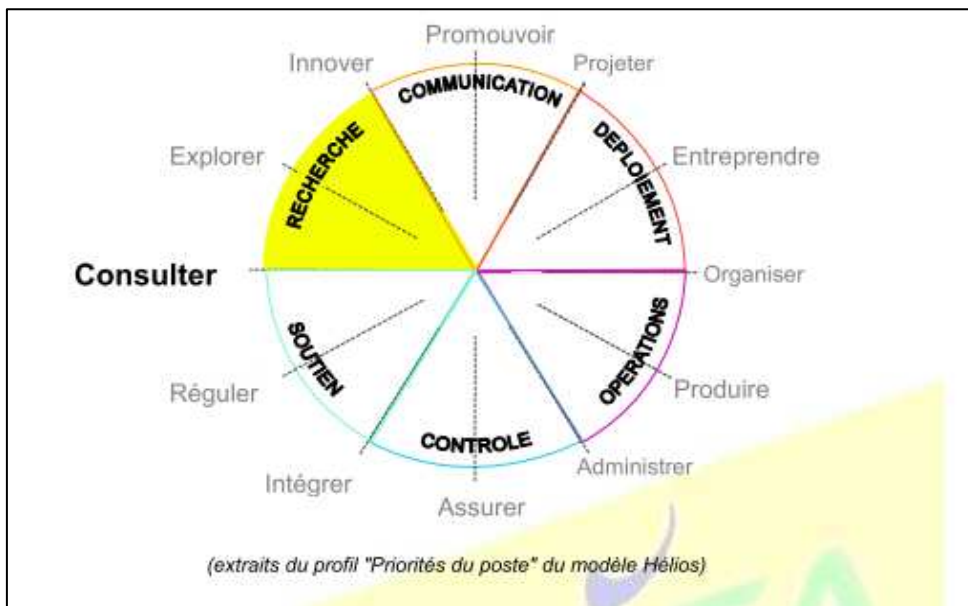 Promouvoir
Innover
Projeter
COMMUNICATION
Explorer
RECHERCHE
DEPLOIEMENT
Entreprendre
Consulter
Organiser
SOUTIEN
OPERATIONS
Réguler
Produire
CONTROLE
Intégrer
Administrer
Assurer
(extraits du profil "Priorités du poste" du modèle Hélios)